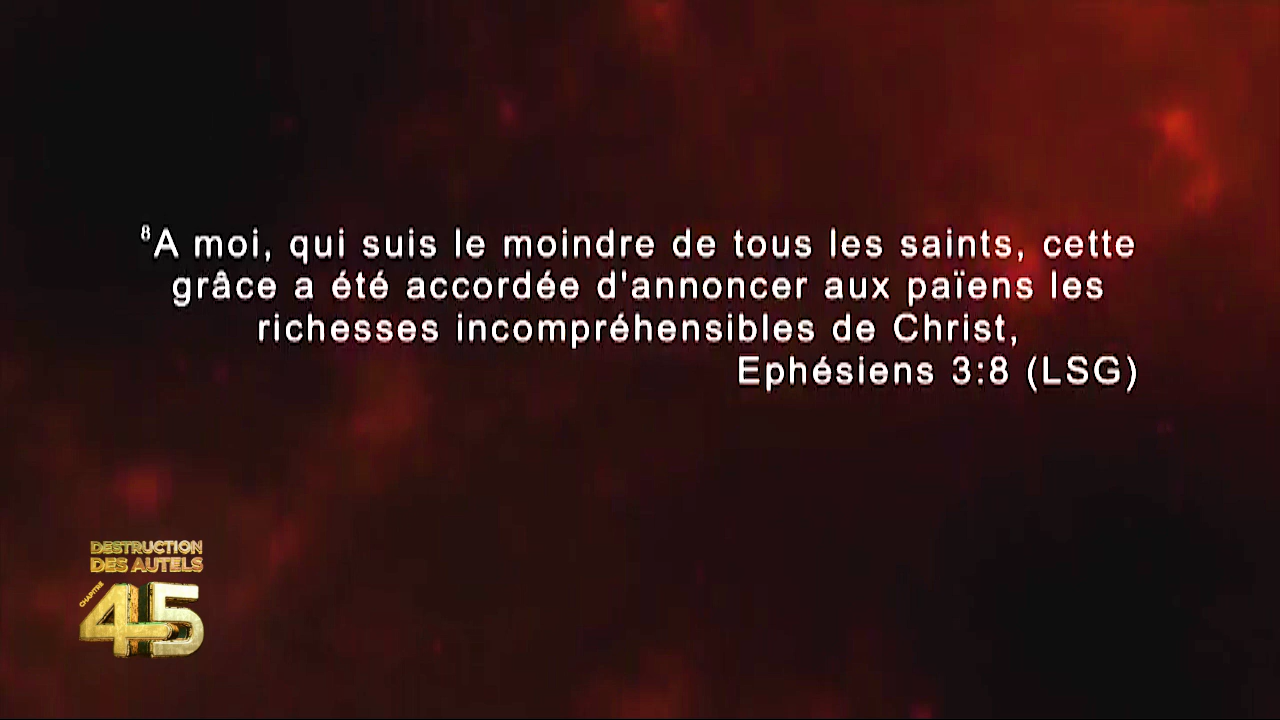 ⁸A moi, qui suis le moindre de tous les saints, cette
grâce a été accordée d'annoncer aux païens les
richesses incompréhensibles de Christ,
Ephésiens 3:8 (LSG)
DESTRUCTION
DES AUTELS
CHAPITRE
45